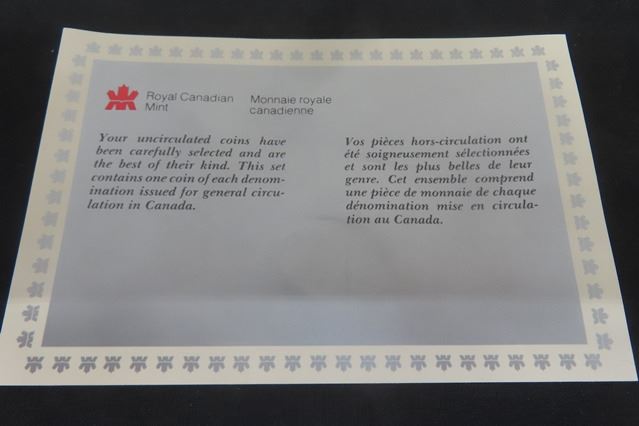 Royal Canadian
Mint
Monnaie royale
canadienne
Your uncirculated coins have
been carefully selected and are
the best of their kind. This set
contains one coin of each denom-
ination issued for general circu-
lation in Canada.
Vos pièces hors-circulation ont
été soigneusement sélectionnées
et sont les plus belles de leur
genre. Cet ensemble comprend
une pièce de monnaie de chaque
dénomination mise en circula-
tion au Canada.